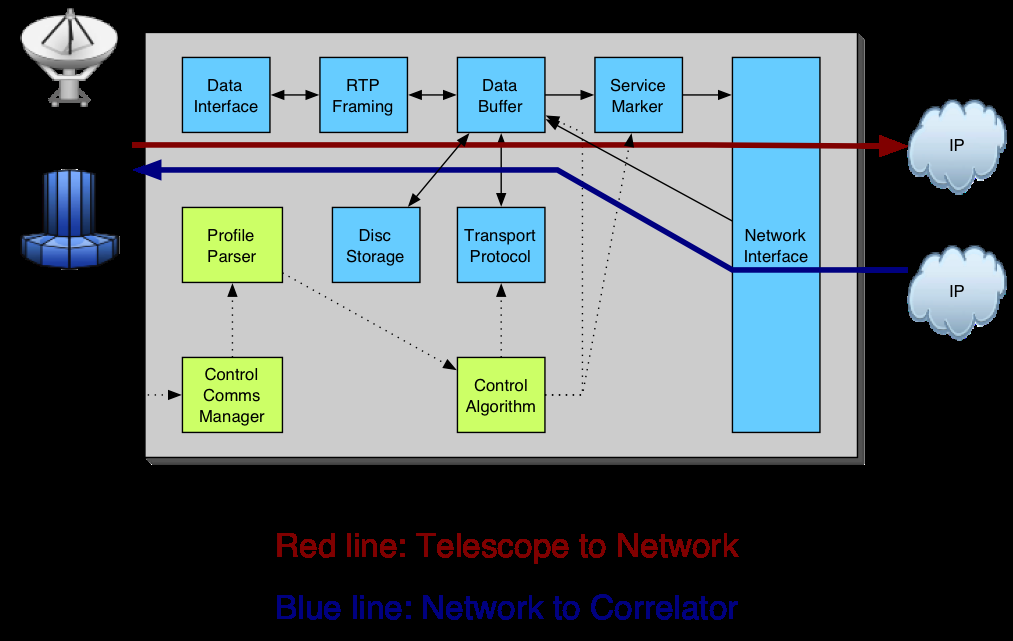 Data
Interface
RTP
Framing
Data
Buffer
Service
Marker
IP
Profile
Parser
Disc
Storage
Transport
Protocol
Network
Interface
IP
Control
Comms
Manager
Control
Algorithm
Red line: Telescope to Network
Blue line: Network to Correlator